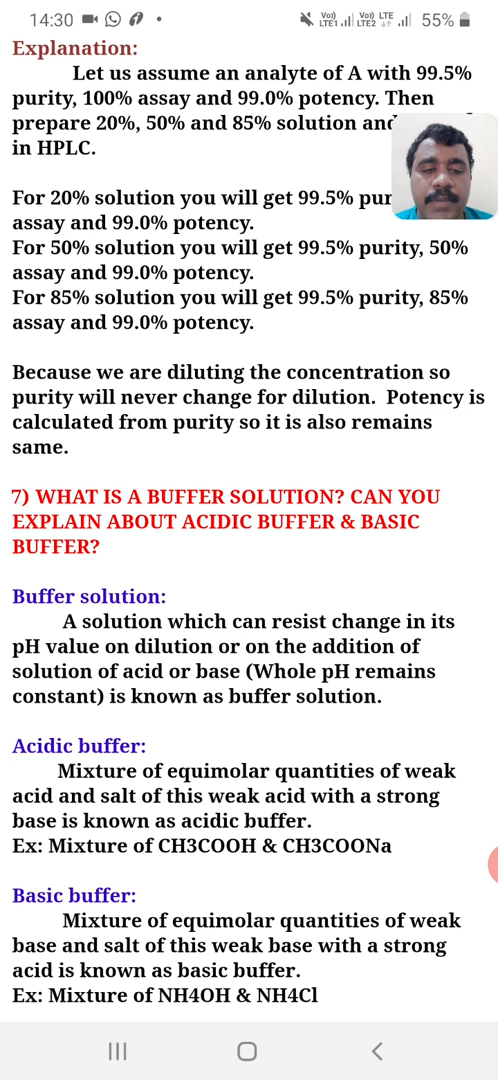 14:30
Vo)) LTE1 Vo)) LTE LTE2 55%
Explanation:
Let us assume an analyte of A with 99.5%
purity, 100% assay and 99.0% potency. Then
prepare 20%, 50% and 85% solution and
in HPLC.
For 20% solution you will get 99.5% pur
assay and 99.0% potency.
For 50% solution you will get 99.5% purity, 50%
assay and 99.0% potency.
For 85% solution you will get 99.5% purity, 85%
assay and 99.0% potency.
Because we are diluting the concentration so
purity will never change for dilution. Potency is
calculated from purity so it is also remains
same.
7) WHAT IS A BUFFER SOLUTION? CAN YOU
EXPLAIN ABOUT ACIDIC BUFFER & BASIC
BUFFER?
Buffer solution:
A solution which can resist change in its
pH value on dilution or on the addition of
solution of acid or base (Whole pH remains
constant) is known as buffer solution.
Acidic buffer:
Mixture of equimolar quantities of weak
acid and salt of this weak acid with a strong
base is known as acidic buffer.
Ex: Mixture of CH3COOH & CH3COONa
Basic buffer:
Mixture of equimolar quantities of weak
base and salt of this weak base with a strong
acid is known as basic buffer.
Ex: Mixture of NH4OH & NH4Cl